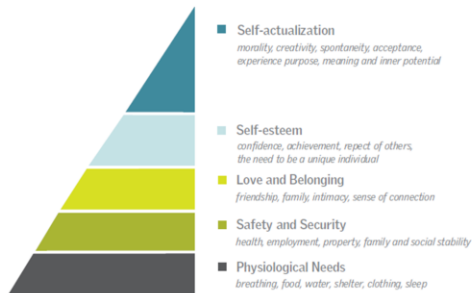 Self-actualization
morality, creativity, spontaneity, acceptance,
experience purpose, meaning and inner potential
Self-esteem
confidence, achievement, repect of others,
the need to be a unique individual
Love and Belonging
friendship, family, intimacy, sense of connection
Safety and Security
health, employment, property, family and social stability
Physiological Needs
breathing, food, water, shelter, clothing, sleep